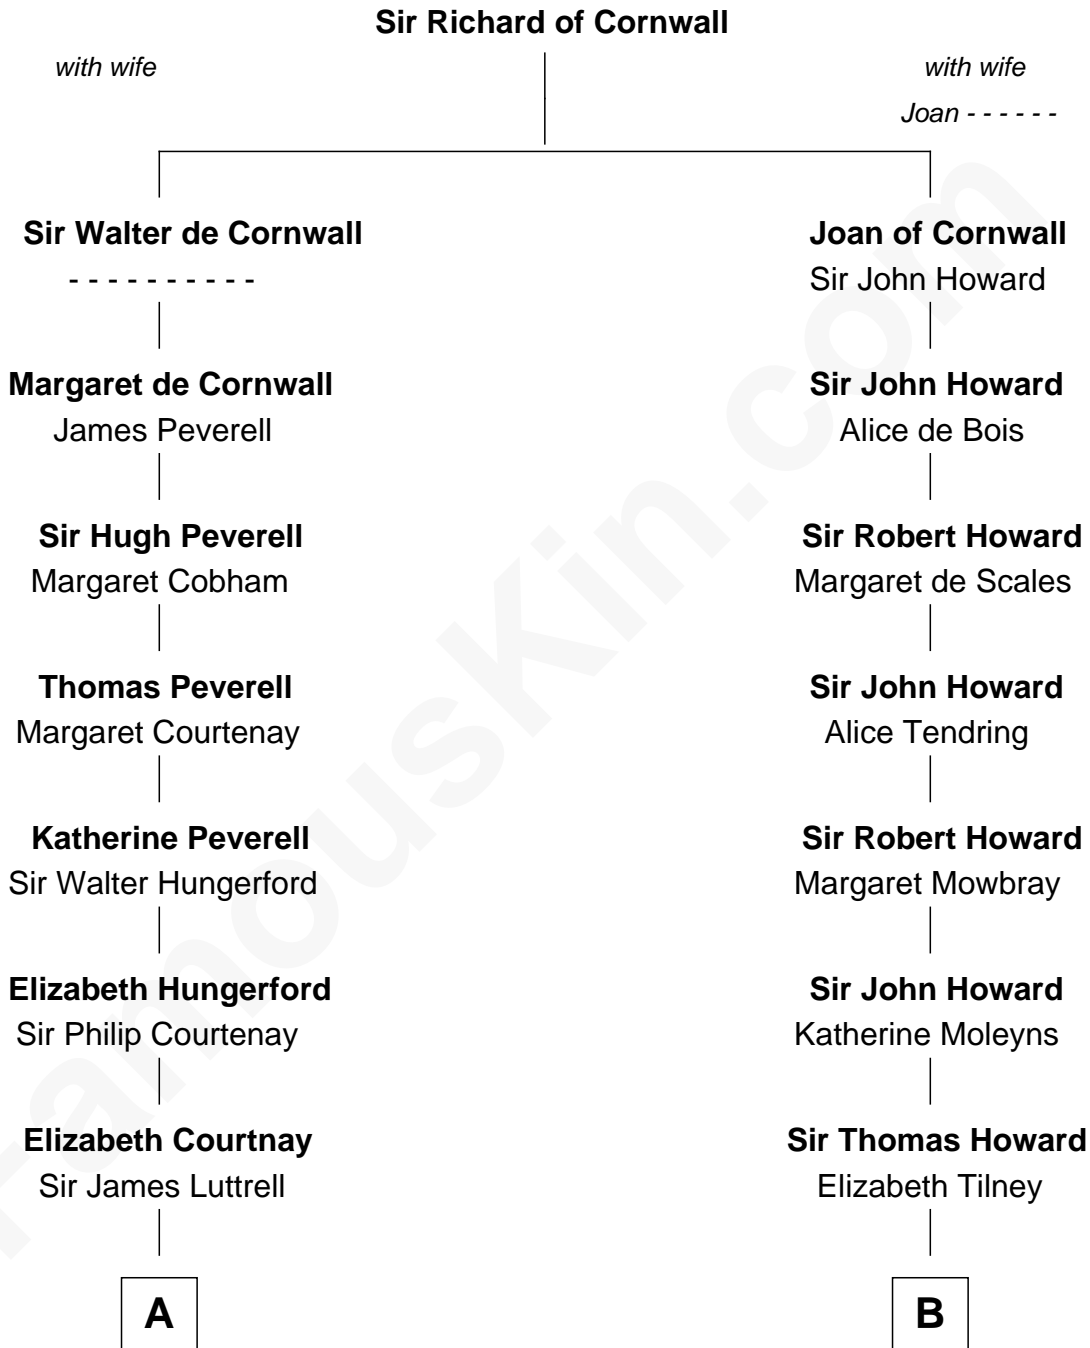 Sir Richard of Cornwall
with wife
with wife
Joan - - - - - -
Sir Walter de Cornwall
- - - - - - - - - -
Joan of Cornwall
Sir John Howard
Margaret de Cornwall
James Peverell
Sir John Howard
Alice de Bois
Sir Hugh Peverell
Margaret Cobham
Sir Robert Howard
Margaret de Scales
Thomas Peverell
Margaret Courtenay
Sir John Howard
Alice Tendring
Katherine Peverell
Sir Walter Hungerford
Sir Robert Howard
Margaret Mowbray
Elizabeth Hungerford
Sir Philip Courtenay
Sir John Howard
Katherine Moleyns
Elizabeth Courtnay
Sir James Luttrell
Sir Thomas Howard
Elizabeth Tilney
A
B
FamousKin.com